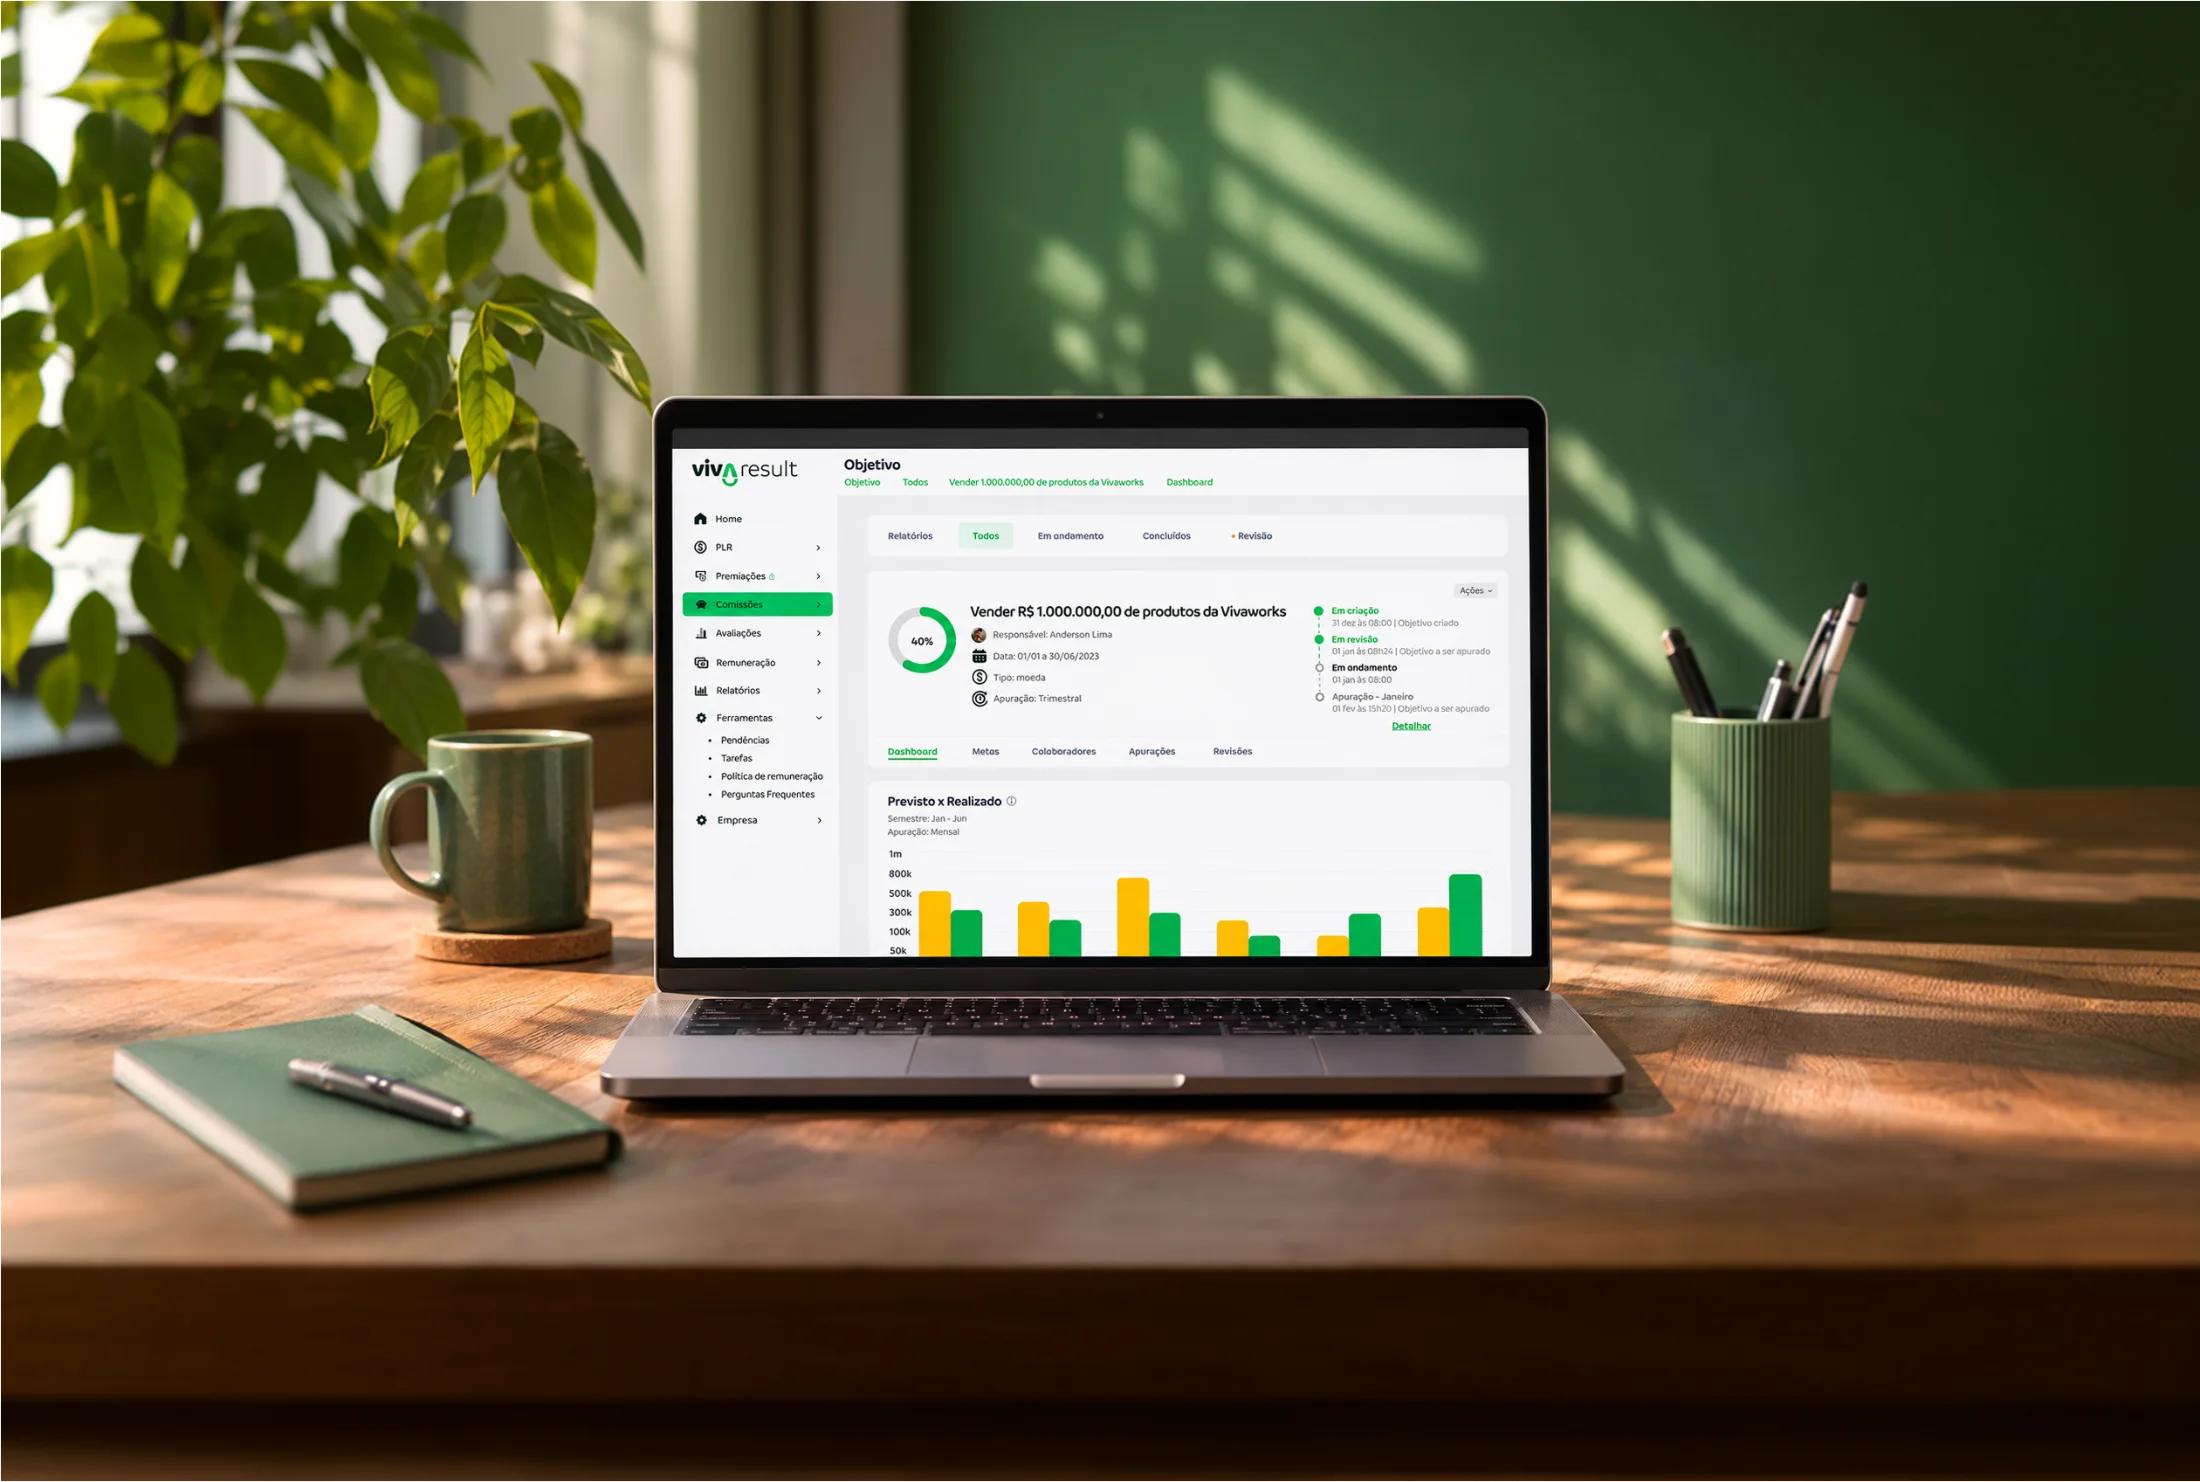 vivaresult
Home
PLR
Premiações
Comissões
Avaliações
Remuneração
Relatórios
Ferramentas
• Pendências
• Tarefas
• Política de remuneração
• Perguntas Frequentes
Empresa
Objetivo
Objetivo Todos Vender 1.000.000,00 de produtos da Vivaworks Dashboard
Relatórios Todos Em andamento Concluídos • Revisão
Ações
40%
Vender R$ 1.000.000,00 de produtos da Vivaworks
Responsável: Anderson Lima
Data: 01/01 a 30/06/2023
Tipo: moeda
Apuração: Trimestral
Em criação
31 dez às 08:00 | Objetivo criado
Em revisão
01 jan às 08h24 | Objetivo a ser apurado
Em andamento
01 jan às 08:00
Apuração - Janeiro
01 fev às 15h20 | Objetivo a ser apurado
Detalhar
Dashboard Metas Colaboradores Apurações Revisões
Previsto x Realizado
Semestre: Jan - Jun
Apuração: Mensal
1m
800k
500k
300k
100k
50k